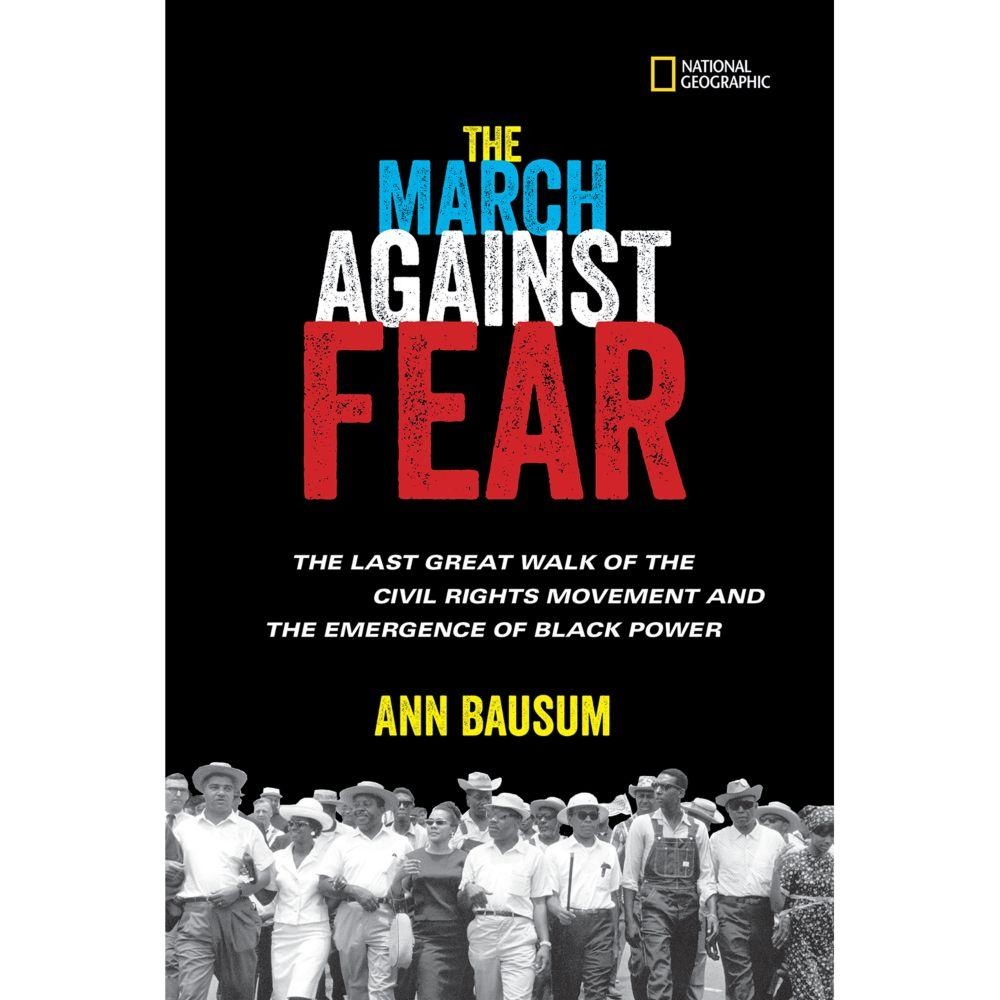 NATIONAL
GEOGRAPHIC
THE
MARCH
AGAINST
FEAR
THE LAST GREAT WALK OF THE
CIVIL RIGHTS MOVEMENT AND
THE EMERGENCE OF BLACK POWER
ANN BAUSUM